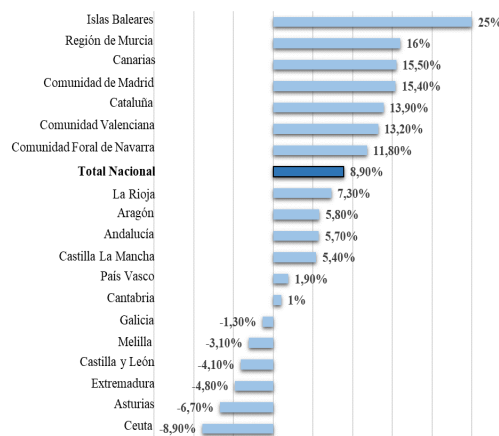 Islas Baleares 25%
Región de Murcia 16%
Canarias 15,50%
Comunidad de Madrid 15,40%
Cataluña 13,90%
Comunidad Valenciana 13,20%
Comunidad Foral de Navarra 11,80%
Total Nacional 8,90%
La Rioja 7,30%
Aragón 5,80%
Andalucía 5,70%
Castilla La Mancha 5,40%
País Vasco 1,90%
Cantabria 1%
Galicia -1,30%
Melilla -3,10%
Castilla y León -4,10%
Extremadura -4,80%
Asturias -6,70%
Ceuta -8,90%